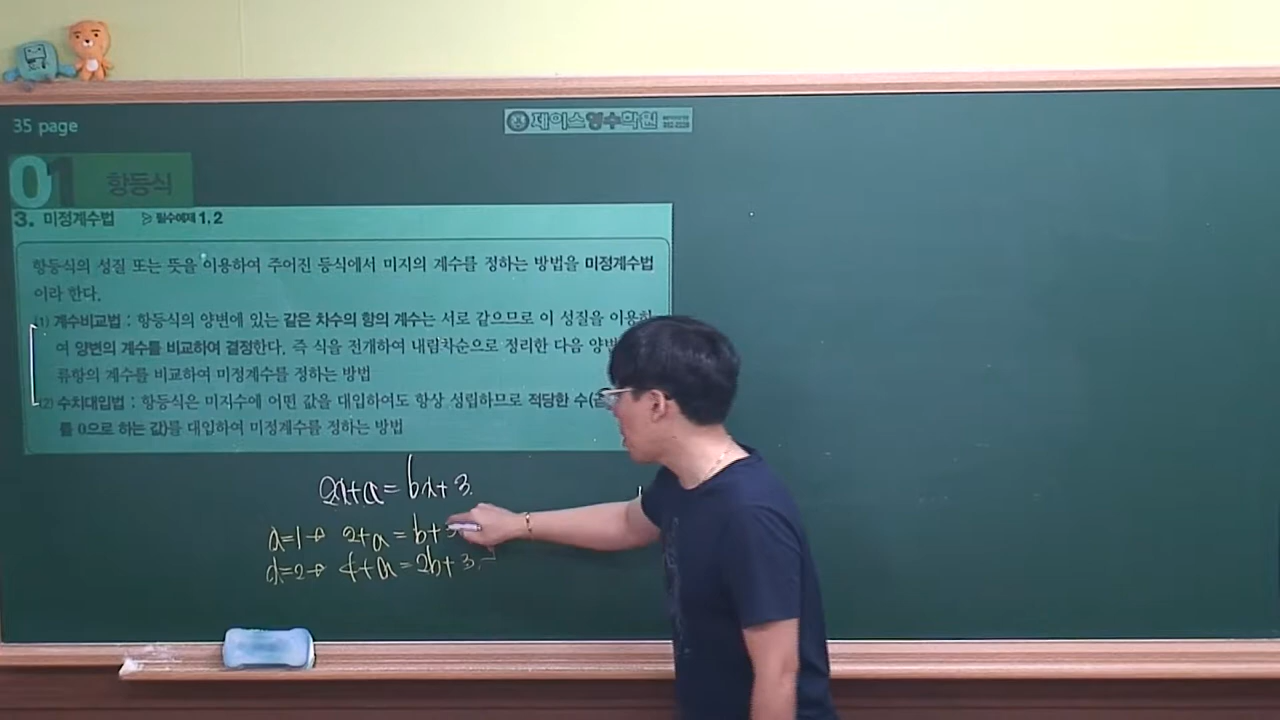 35 page
제이스영수학원
01 항등식
3. 미정계수법 필수예제 1, 2
항등식의 성질 또는 뜻을 이용하여 주어진 등식에서 미지의 계수를 정하는 방법을 미정계수법
이라 한다.
(1) 계수비교법 : 항등식의 양변에 있는 같은 차수의 항의 계수는 서로 같으므로 이 성질을 이용하
여 양변의 계수를 비교하여 결정한다. 즉 식을 전개하여 내림차순으로 정리한 다음 양변
류항의 계수를 비교하여 미정계수를 정하는 방법
(2) 수치대입법 : 항등식은 미지수에 어떤 값을 대입하여도 항상 성립하므로 적당한 수(
를 0으로 하는 값)를 대입하여 미정계수를 정하는 방법
2x+a=bx+3.
x=1→ 2+a=b+3
x=2→ 4+a=2b+3.